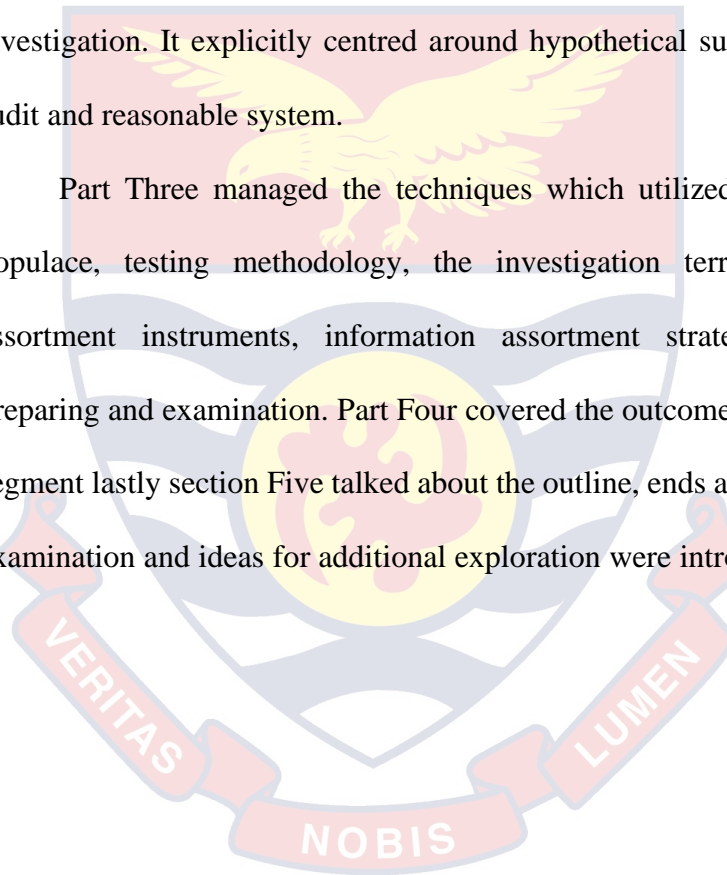 vestigation. It explicitly centred around hypothetical su
udit and reasonable system.
Part Three managed the techniques which utilized
opulace, testing methodology, the investigation terr
ssortment instruments, information assortment strate
reparing and examination. Part Four covered the outcome
egment lastly section Five talked about the outline, ends a
xamination and ideas for additional exploration were intro
VERITAS
NOBIS
LUMEN